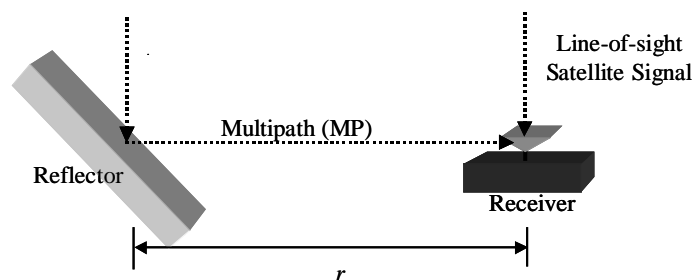 Line-of-sight
Satellite Signal
Multipath (MP)
Reflector
Receiver
r